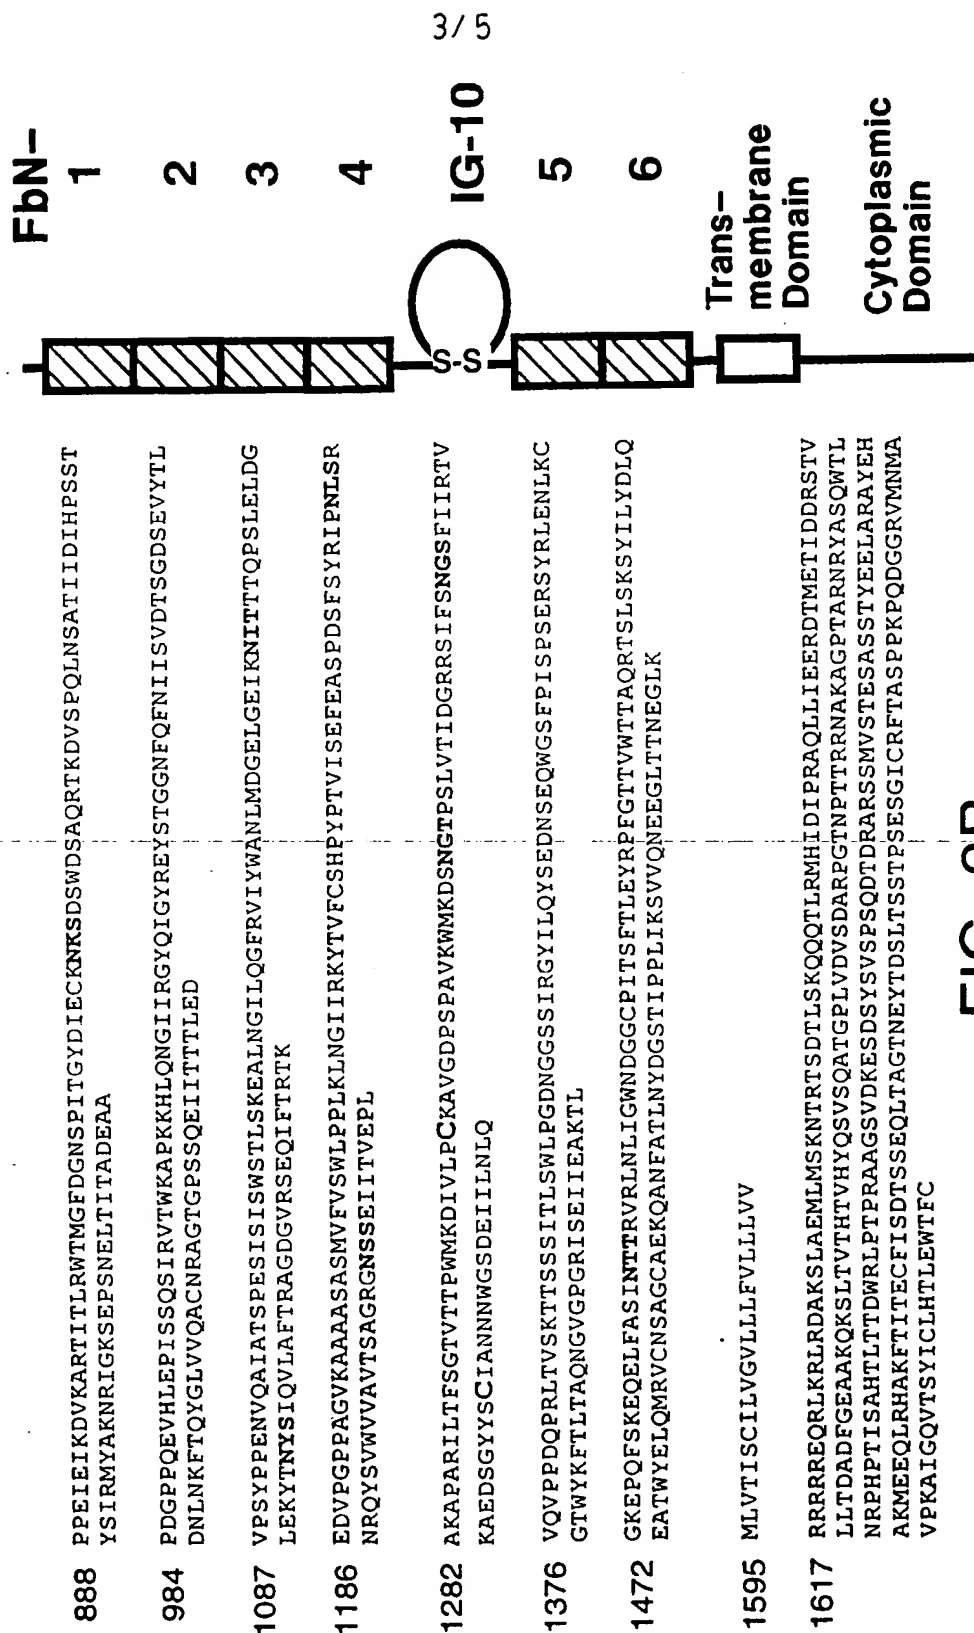 3/5
FbN–
888 PPEIEIKDVKARTITLRWTMGFDGNSPITGYDIECKNKSDSWDSAQRTKDVSPQLNSATIIDIHPSST 1
YSIRMYAKNRIGKSEPSNELTITADEAA
984 PDGPPQEVHLEPISSQSIRVTWKAPKKHLQNGIIRGYQIGYREYSTGGNFQFNIISVDTSGDSEVYTL 2
DNLNKFTQYGLVVQACNRAGTGPSSQEIITTTLED
1087 VPSYPPENVQAIATSPESISISWSTLSKEALNGILQGFRVIYWANLMDGELGEIKNITTTQPSLELDG 3
LEKYTNYSIQVLAFTRAGDGVRSEQIFTRTK
1186 EDVPGPPAGVKAAAASASMVFVSWLPPLKLNGIIRKYTVFCSHPYPTVISEFEASPDSFSYRIPNLSR 4
NRQYSVWVVAVTSAGRGNSSEIITVEPL
1282 AKAPARILTFSGTVTTPWMKDIVLPCKAVGDPSPAVKWMKDSNGTPSLVTIDGRRSIFSNGSFIIRTV S-S IG-10
KAEDSGYYSCIANNNWGSDEIILNLQ
1376 VQVPPDQPRLTVSKTTSSSITLSWLPGDNGGSSIRGYILQYSEDNSEQWGSFPISPSERSYRLENLKC 5
GTWYKFTLTAQNGVGPGRISEIIEAKTL
1472 GKEPQFSKEQELFASINTTRVRLNLIGWNDGGCPITSFTLEYRPFGTTVWTTAQRTSLSKSYILYDLQ 6
EATWYELQMRVCNSAGCAEKQANFATLNYDGSTIPPLIKSVVQNEEGLTTNEGLK
1595 MLVTISCILVGVLLLFVLLLVV Trans–
membrane
Domain
1617 RRRRREQRLKRLRDAKSLAEMLMSKNTRTSDTLSKQQQTLRMHIDIPRAQLLIEERDTMETIDDRSTV
LLTDADFGEAAKQKSLTVTHTVHYQSVSQATGPLVDVSDARPGTNPTTRRNAKAGPTARNRYASQWTL
NRPHPTISAHTLTTDWRLPTPRAAGSVDKESDSYSVSPSQDTDRARSSMVSTESASSTYEELARAYEH
AKMEEQLRHAKFTITECFISDTSSEQLTAGTNEYTDSLTSSTPSESGICRFTASPPKPQDGGRVMNMA
VPKAIGQVTSYICLHTLEWTFC
Cytoplasmic
Domain